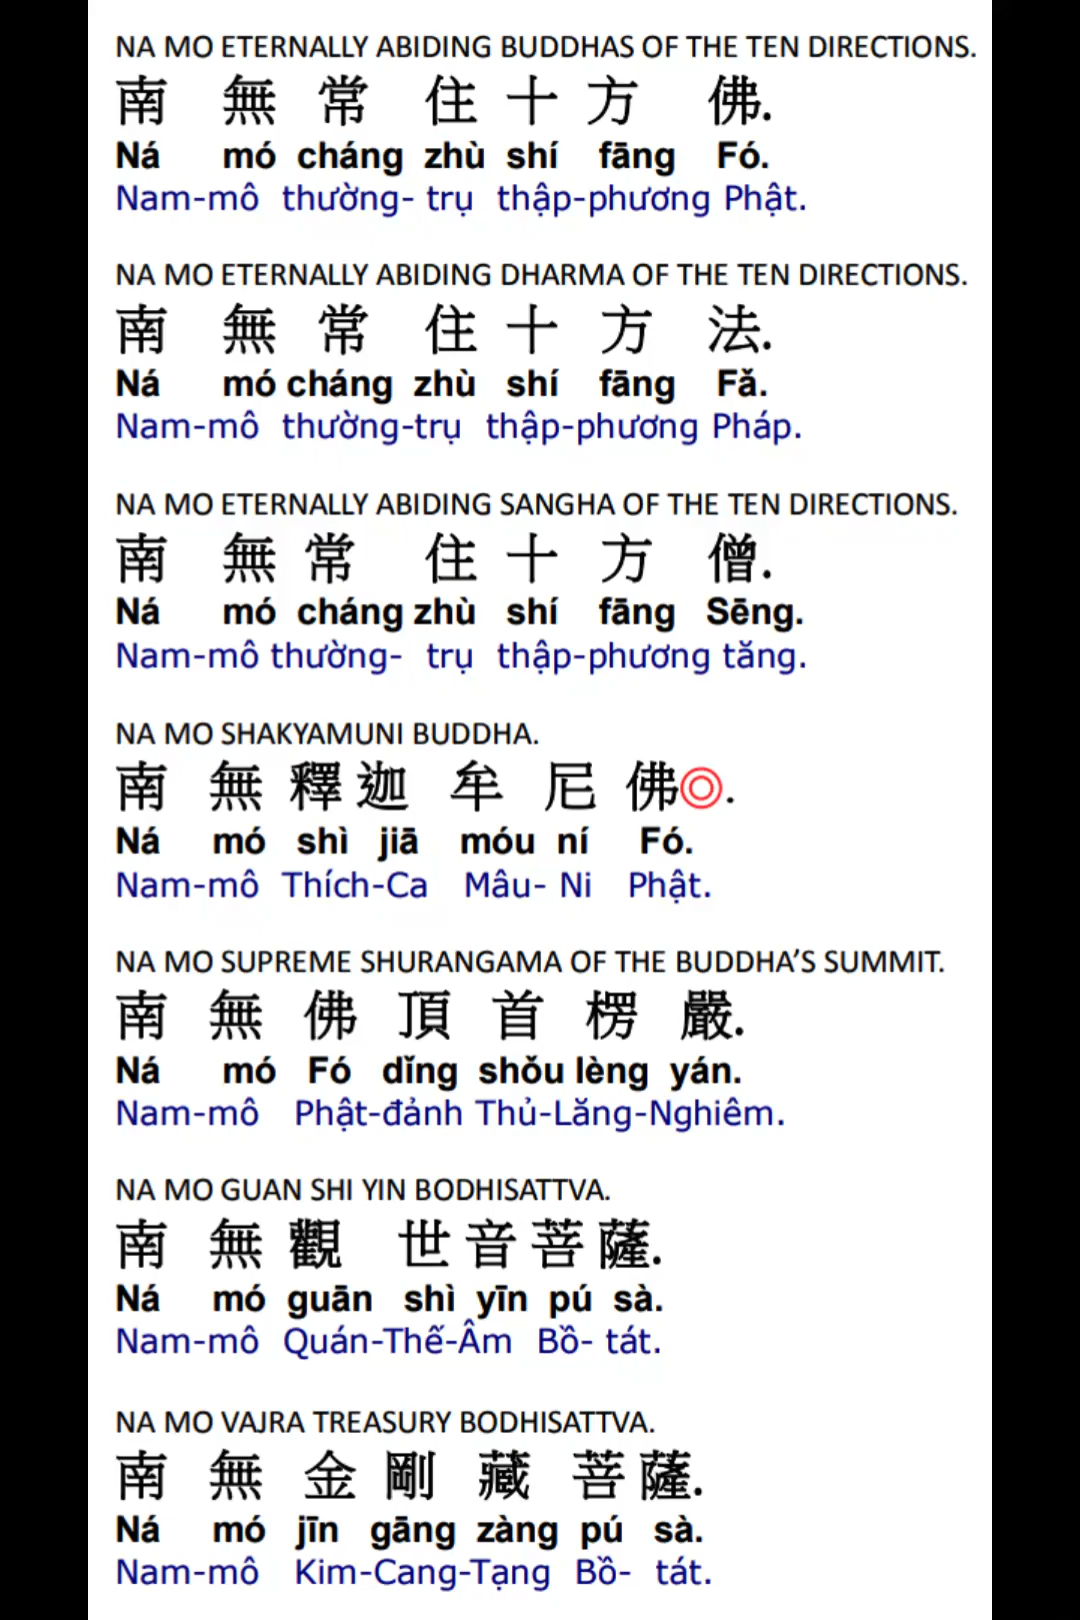 NA MO ETERNALLY ABIDING BUDDHAS OF THE TEN DIRECTIONS.
南 無 常 住 十 方 佛.
Ná mó cháng zhù shí fāng Fó.
Nam-mô thường- trụ thập-phương Phật.
NA MO ETERNALLY ABIDING DHARMA OF THE TEN DIRECTIONS.
南 無 常 住 十 方 法.
Ná mó cháng zhù shí fāng Fǎ.
Nam-mô thường-trụ thập-phương Pháp.
NA MO ETERNALLY ABIDING SANGHA OF THE TEN DIRECTIONS.
南 無 常 住 十 方 僧.
Ná mó cháng zhù shí fāng Sēng.
Nam-mô thường- trụ thập-phương tăng.
NA MO SHAKYAMUNI BUDDHA.
南 無 釋 迦 牟 尼 佛◎.
Ná mó shì jiā móu ní Fó.
Nam-mô Thích-Ca Mâu- Ni Phật.
NA MO SUPREME SHURANGAMA OF THE BUDDHA’S SUMMIT.
南 無 佛 頂 首 楞 嚴.
Ná mó Fó dǐng shǒu lèng yán.
Nam-mô Phật-đảnh Thủ-Lăng-Nghiêm.
NA MO GUAN SHI YIN BODHISATTVA.
南 無 觀 世 音 菩 薩.
Ná mó guān shì yīn pú sà.
Nam-mô Quán-Thế-Âm Bồ- tát.
NA MO VAJRA TREASURY BODHISATTVA.
南 無 金 剛 藏 菩 薩.
Ná mó jīn gāng zàng pú sà.
Nam-mô Kim-Cang-Tạng Bồ- tát.